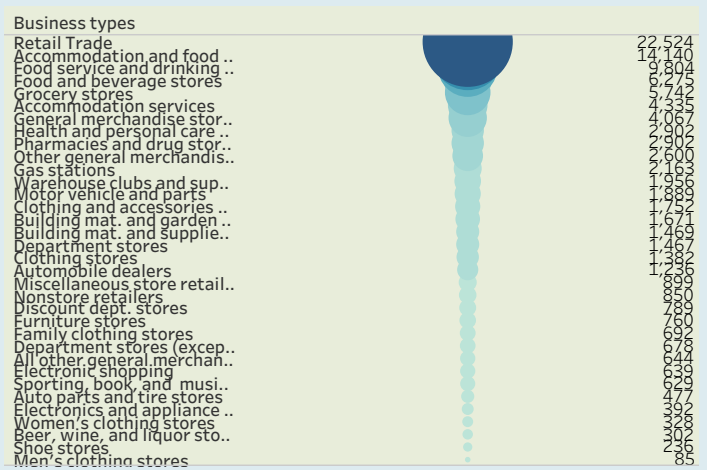 Business types
Retail Trade 22,524
Accommodation and food .. 14,140
Food service and drinking .. 9,804
Food and beverage stores 6,275
Grocery stores 5,742
Accommodation services 4,335
General merchandise stor.. 4,067
Health and personal care .. 2,902
Pharmacies and drug stor.. 2,902
Other general merchandis.. 2,600
Gas stations 2,163
Warehouse clubs and sup.. 1,956
Motor vehicle and parts 1,889
Clothing and accessories .. 1,752
Building mat. and garden .. 1,671
Building mat. and supplie.. 1,469
Department stores 1,467
Clothing stores 1,382
Automobile dealers 1,236
Miscellaneous store retail.. 899
Nonstore retailers 850
Discount dept. stores 789
Furniture stores 760
Family clothing stores 692
Department stores (excep.. 678
All other general merchan.. 644
Electronic shopping 639
Sporting, book, and musi.. 629
Auto parts and tire stores 477
Electronics and appliance .. 392
Women's clothing stores 328
Beer, wine, and liquor sto.. 302
Shoe stores 236
Men's clothing stores 85